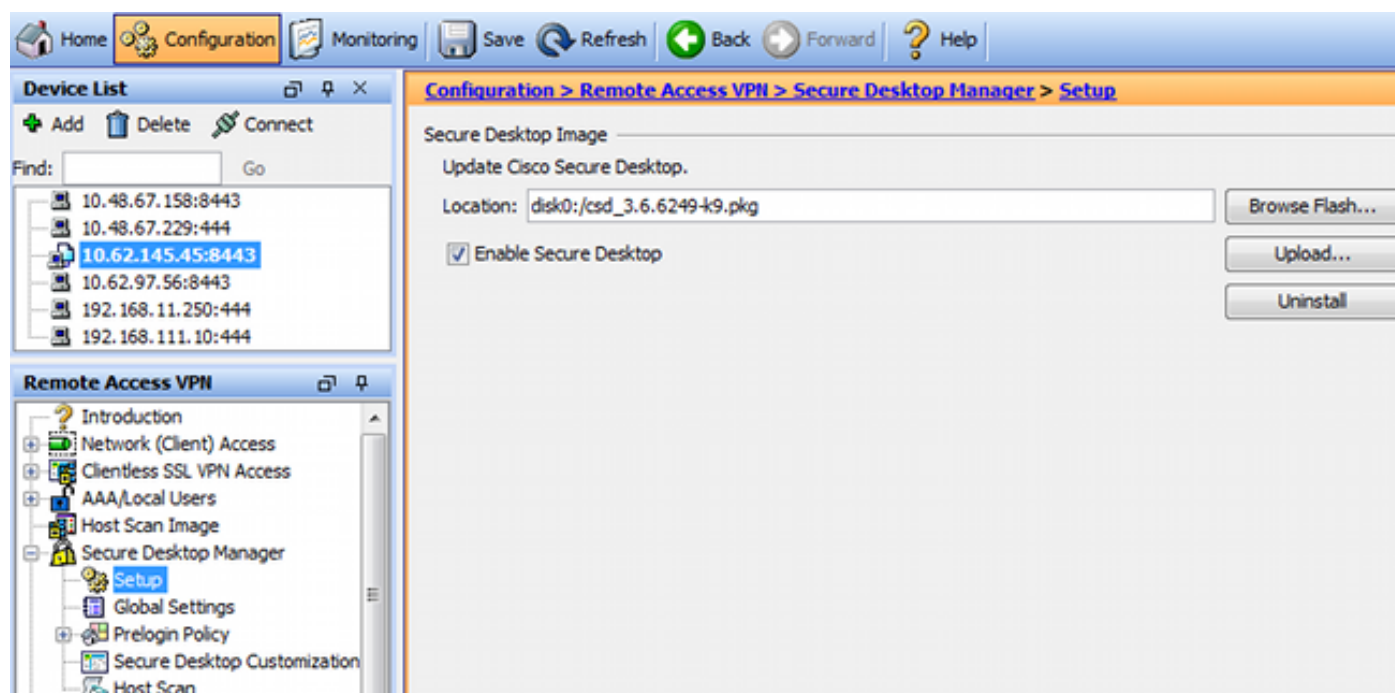 Home Configuration Monitoring Save Refresh Back Forward Help
Device List
Add Delete Connect
Find: Go
10.48.67.158:8443
10.48.67.229:444
10.62.145.45:8443
10.62.97.56:8443
192.168.11.250:444
192.168.111.10:444
Remote Access VPN
Introduction
Network (Client) Access
Clientless SSL VPN Access
AAA/Local Users
Host Scan Image
Secure Desktop Manager
Setup
Global Settings
Prelogin Policy
Secure Desktop Customization
Host Scan
Configuration > Remote Access VPN > Secure Desktop Manager > Setup
Secure Desktop Image
Update Cisco Secure Desktop.
Location: disk0:/csd_3.6.6249-k9.pkg Browse Flash...
Enable Secure Desktop Upload...
Uninstall